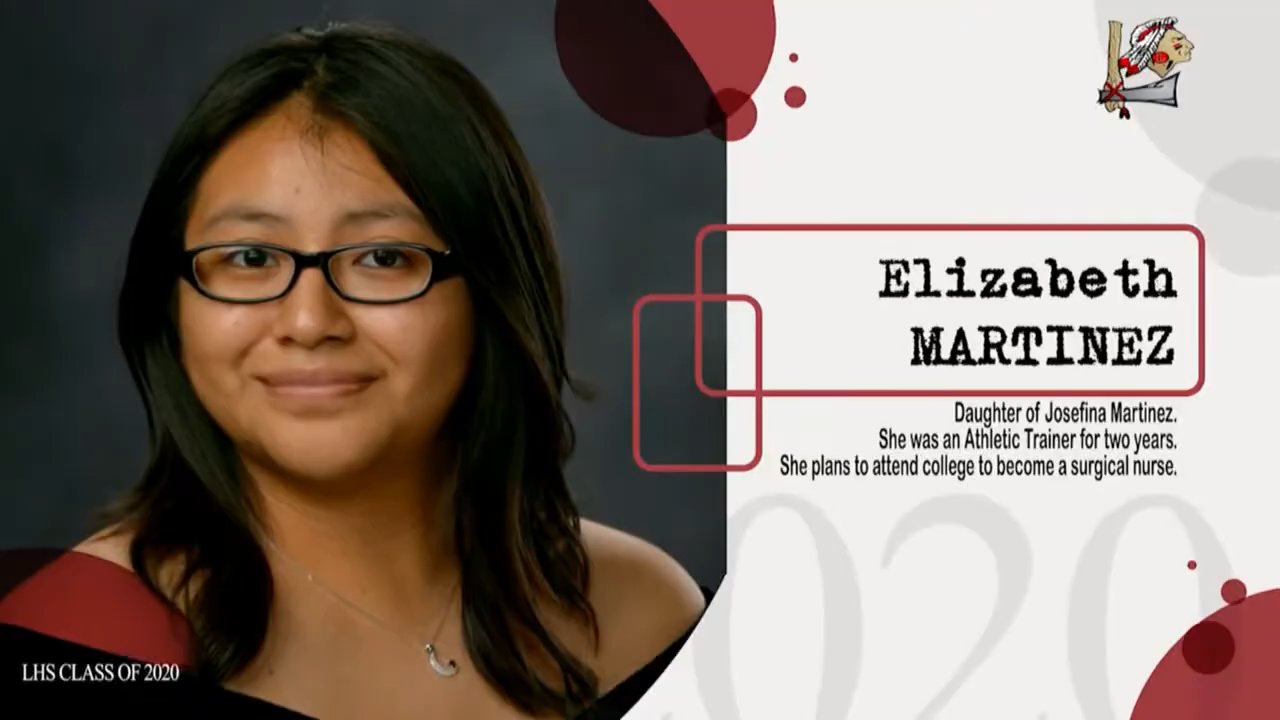 Elizabeth
MARTINEZ
Daughter of Josefina Martinez.
She was an Athletic Trainer for two years.
She plans to attend college to become a surgical nurse.
2020
LHS CLASS OF 2020